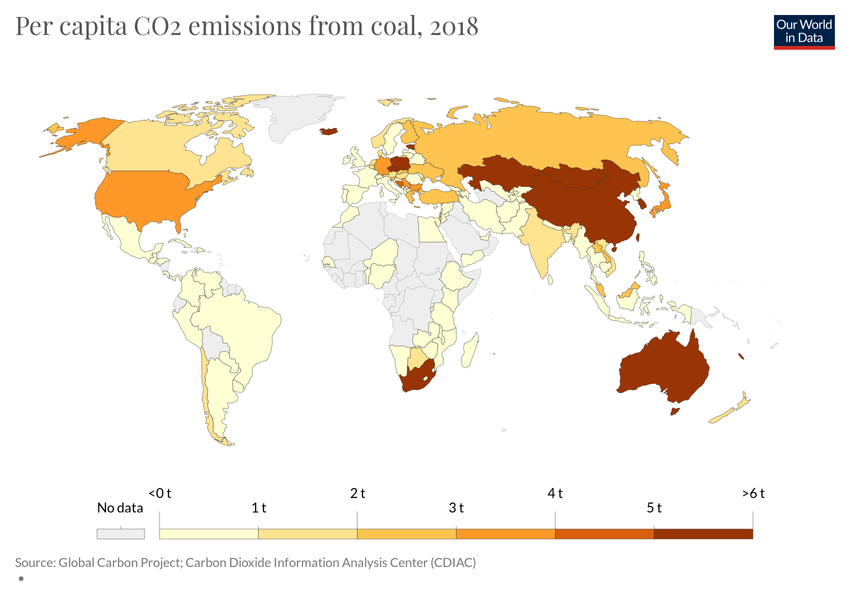 Per capita CO2 emissions from coal, 2018
Our World
in Data
<0 t
2 t
4 t
>6 t
No data
1 t
3 t
5 t
Source: Global Carbon Project; Carbon Dioxide Information Analysis Center (CDIAC)
•